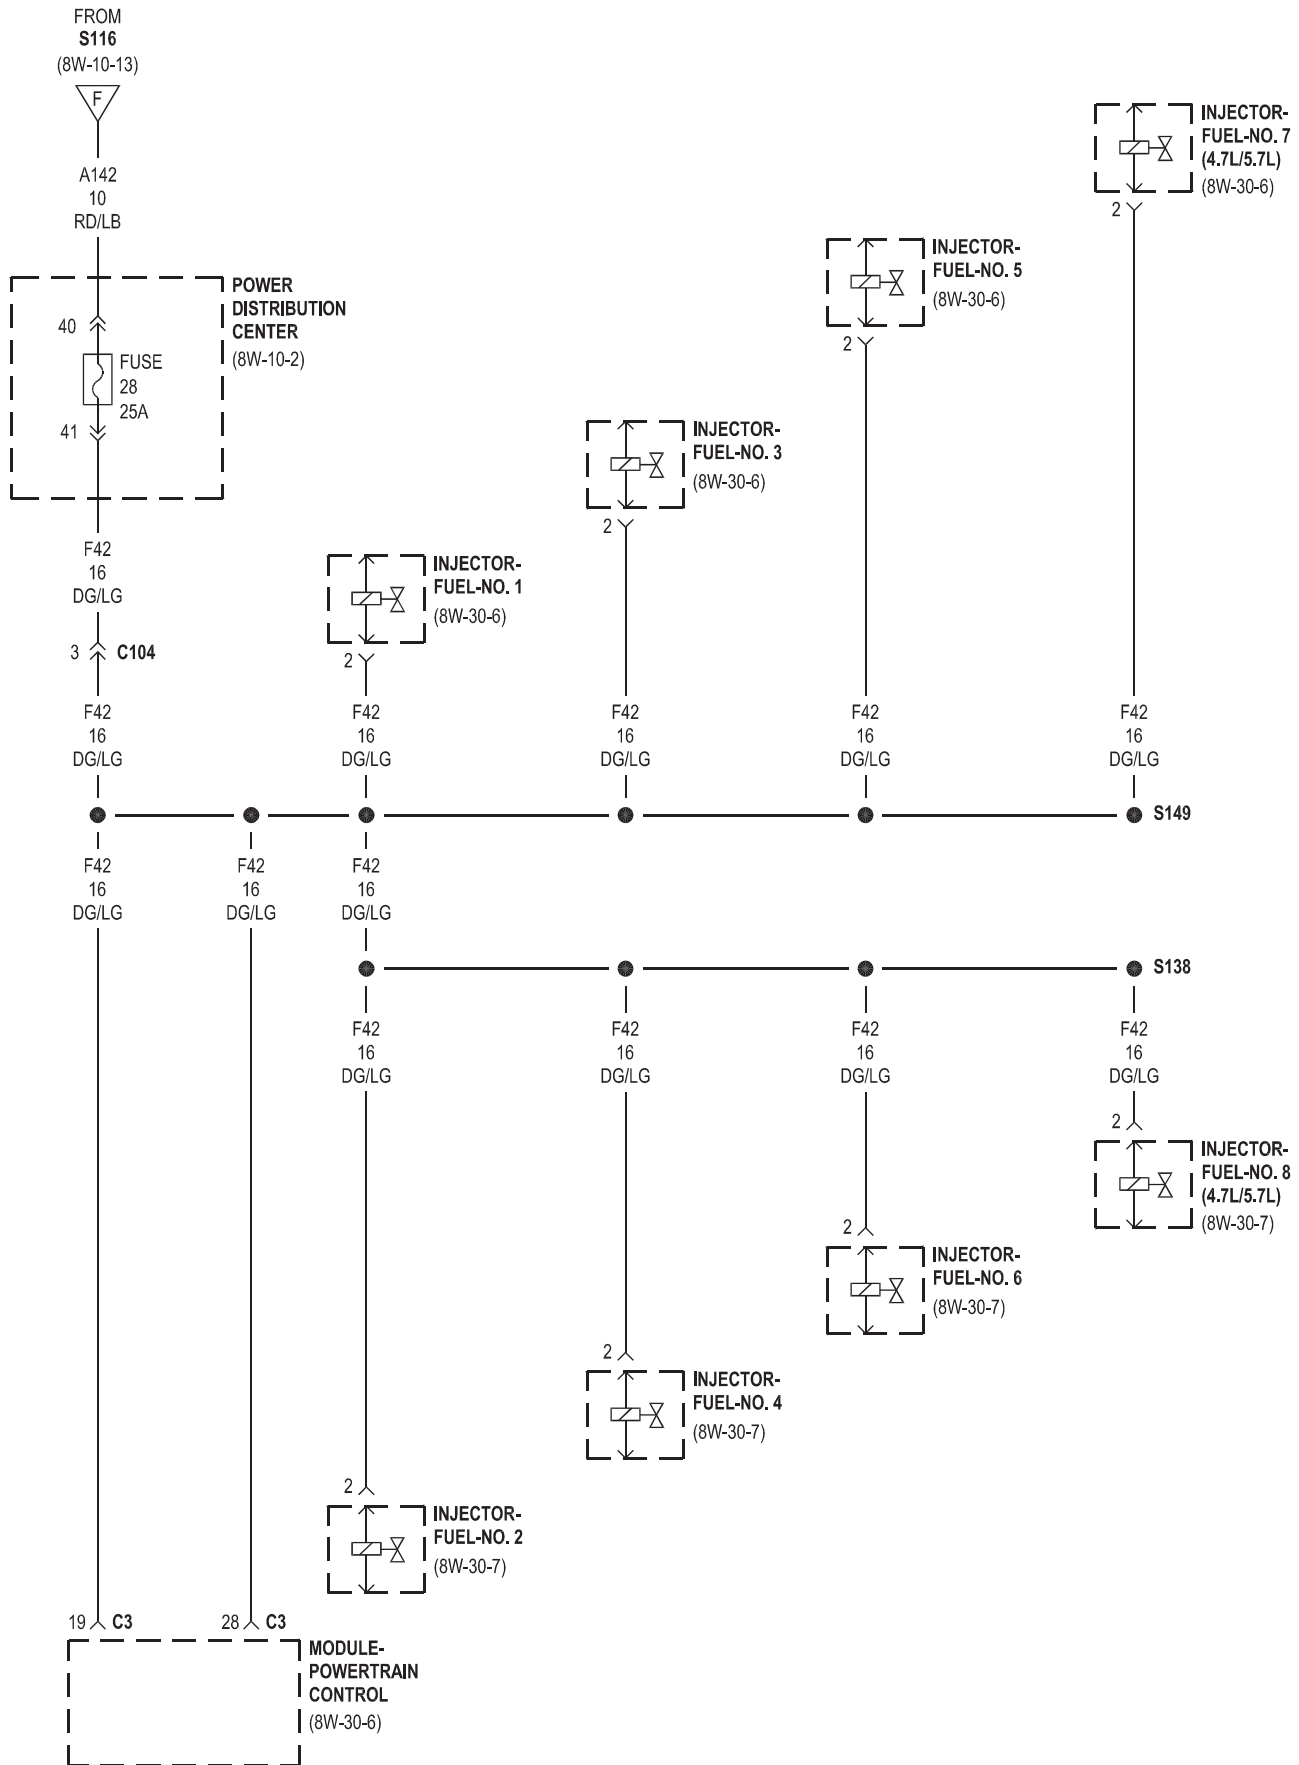 FROM
S116
(8W-10-13)
F
A142
10
RD/LB
POWER
DISTRIBUTION
CENTER
(8W-10-2)
40
FUSE
28
25A
41
F42
16
DG/LG
3 C104
F42
16
DG/LG
INJECTOR-
FUEL-NO. 1
(8W-30-6)
2
F42
16
DG/LG
INJECTOR-
FUEL-NO. 3
(8W-30-6)
2
F42
16
DG/LG
INJECTOR-
FUEL-NO. 5
(8W-30-6)
2
F42
16
DG/LG
INJECTOR-
FUEL-NO. 7
(4.7L/5.7L)
(8W-30-6)
2
F42
16
DG/LG
S149
F42
16
DG/LG
F42
16
DG/LG
F42
16
DG/LG
S138
F42
16
DG/LG
2
INJECTOR-
FUEL-NO. 2
(8W-30-7)
F42
16
DG/LG
2
INJECTOR-
FUEL-NO. 4
(8W-30-7)
F42
16
DG/LG
2
INJECTOR-
FUEL-NO. 6
(8W-30-7)
F42
16
DG/LG
2
INJECTOR-
FUEL-NO. 8
(4.7L/5.7L)
(8W-30-7)
19 C3
28 C3
MODULE-
POWERTRAIN
CONTROL
(8W-30-6)